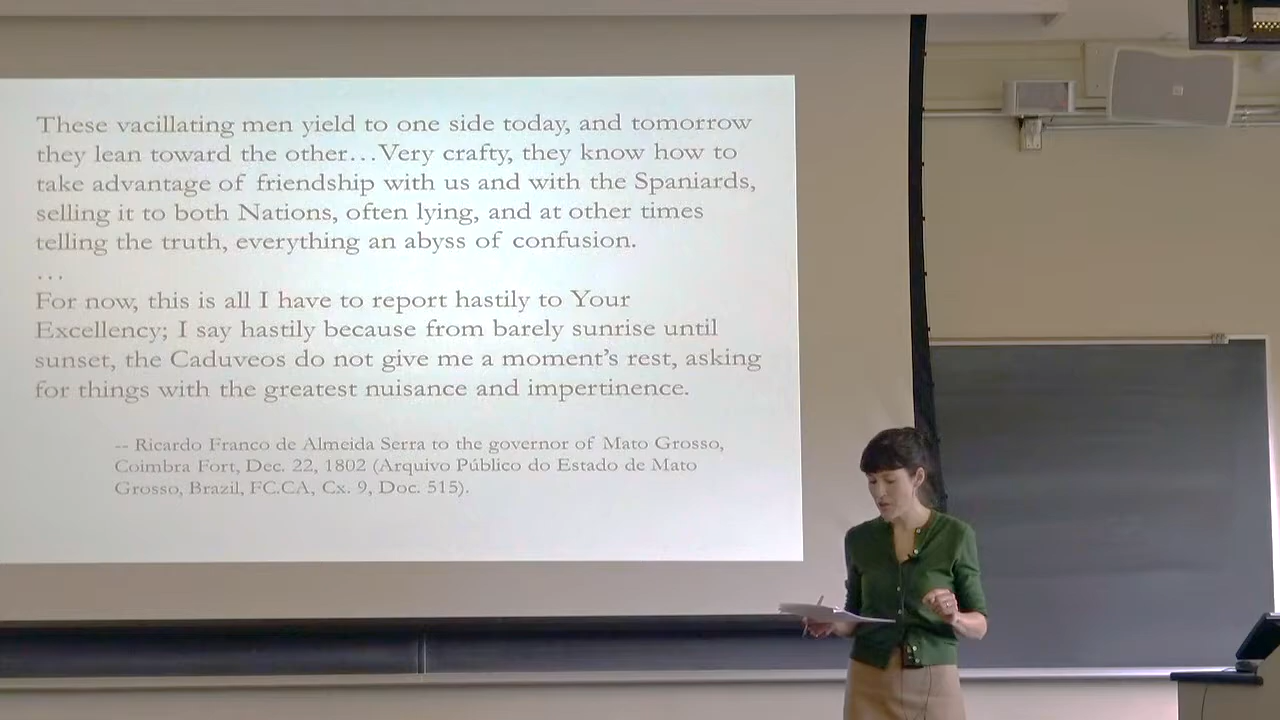 These vacillating men yield to one side today, and tomorrow
they lean toward the other…Very crafty, they know how to
take advantage of friendship with us and with the Spaniards,
selling it to both Nations, often lying, and at other times
telling the truth, everything an abyss of confusion.
…
For now, this is all I have to report hastily to Your
Excellency; I say hastily because from barely sunrise until
sunset, the Caduveos do not give me a moment’s rest, asking
for things with the greatest nuisance and impertinence.
-- Ricardo Franco de Almeida Serra to the governor of Mato Grosso,
Coimbra Fort, Dec. 22, 1802 (Arquivo Público do Estado de Mato
Grosso, Brazil, FC.CA, Cx. 9, Doc. 515).